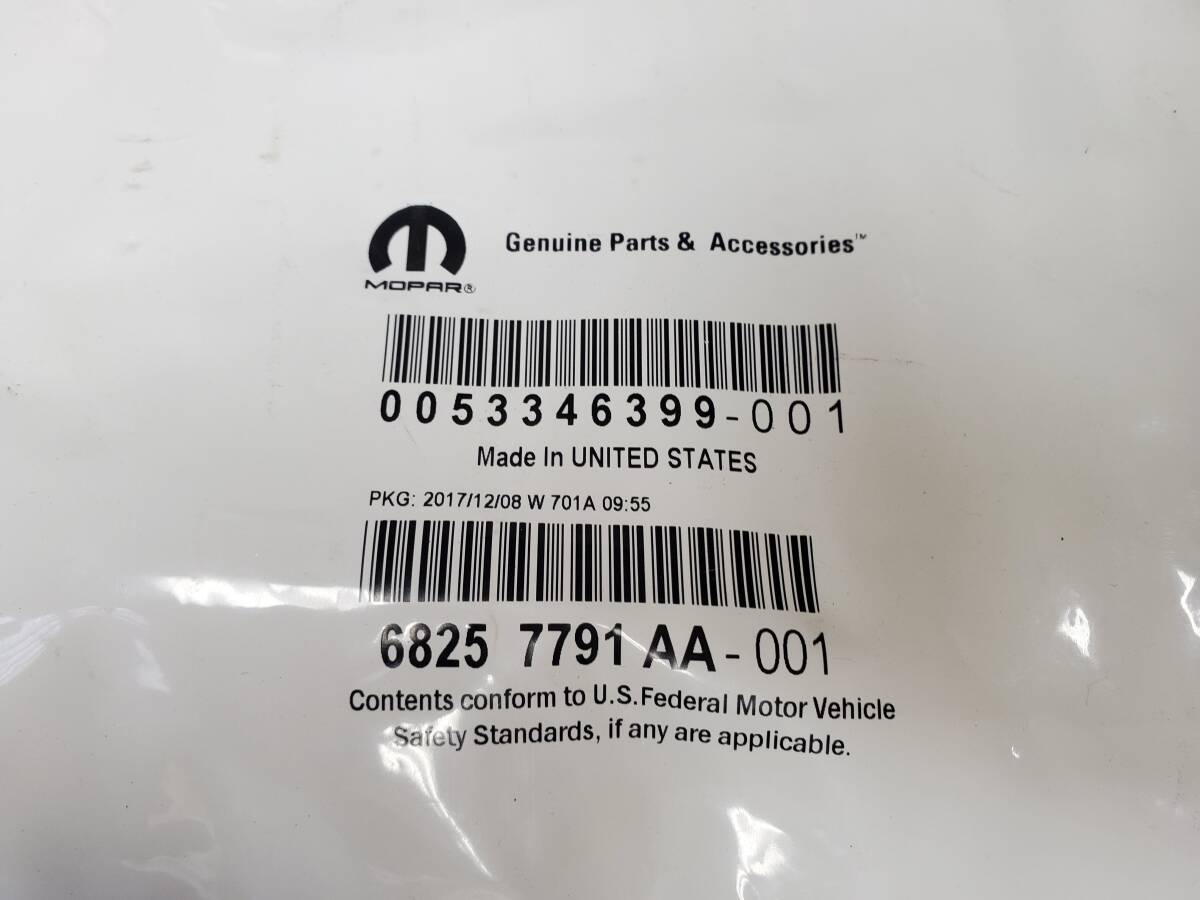 Genuine Parts & Accessories™
MOPAR®
0053346399-001
Made In UNITED STATES
PKG: 2017/12/08 W 701A 09:55
6825 7791 AA - 001
Contents conform to U.S. Federal Motor Vehicle
Safety Standards, if any are applicable.